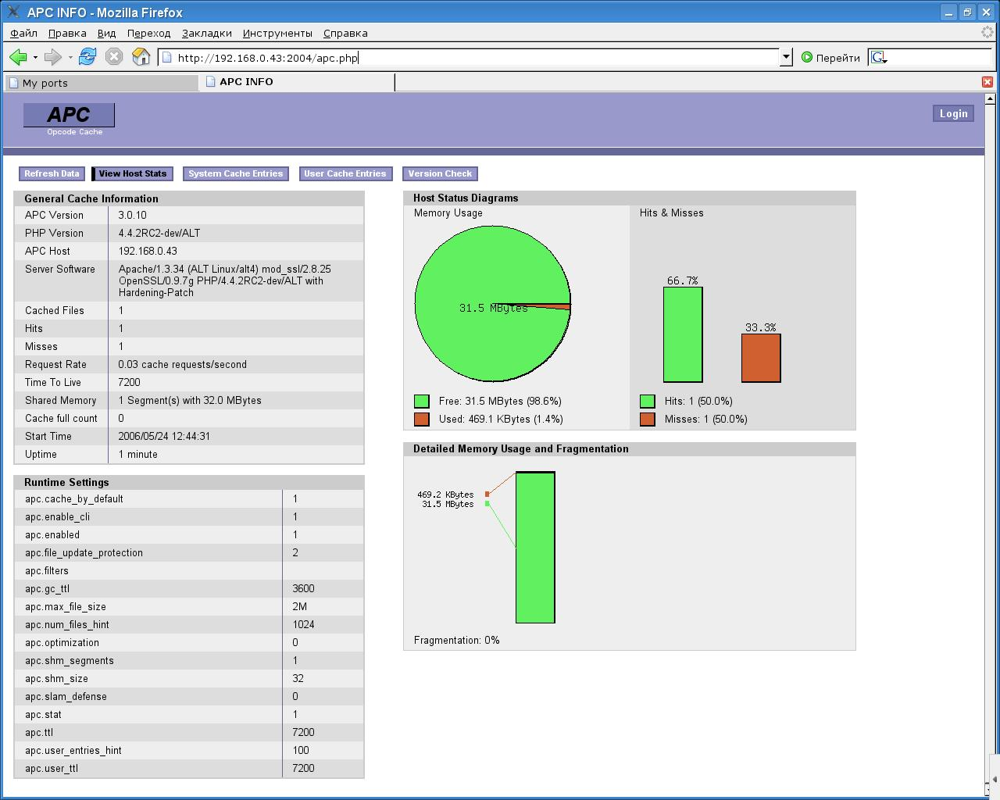 APC INFO - Mozilla Firefox
Файл Правка Вид Переход Закладки Инструменты Справка
http://192.168.0.43:2004/apc.php Перейти G
My ports APC INFO
APC
Opcode Cache
Login
Refresh Data View Host Stats System Cache Entries User Cache Entries Version Check
General Cache Information
APC Version 3.0.10
PHP Version 4.4.2RC2-dev/ALT
APC Host 192.168.0.43
Server Software Apache/1.3.34 (ALT Linux/alt4) mod_ssl/2.8.25
OpenSSL/0.9.7g PHP/4.4.2RC2-dev/ALT with
Hardening-Patch
Cached Files 1
Hits 1
Misses 1
Request Rate 0.03 cache requests/second
Time To Live 7200
Shared Memory 1 Segment(s) with 32.0 MBytes
Cache full count 0
Start Time 2006/05/24 12:44:31
Uptime 1 minute
Runtime Settings
apc.cache_by_default 1
apc.enable_cli 1
apc.enabled 1
apc.file_update_protection 2
apc.filters
apc.gc_ttl 3600
apc.max_file_size 2M
apc.num_files_hint 1024
apc.optimization 0
apc.shm_segments 1
apc.shm_size 32
apc.slam_defense 0
apc.stat 1
apc.ttl 7200
apc.user_entries_hint 100
apc.user_ttl 7200
Host Status Diagrams
Memory Usage Hits & Misses
31.5 MBytes
66.7%
33.3%
Free: 31.5 MBytes (98.6%) Hits: 1 (50.0%)
Used: 469.1 KBytes (1.4%) Misses: 1 (50.0%)
Detailed Memory Usage and Fragmentation
469.2 KBytes
31.5 MBytes
Fragmentation: 0%